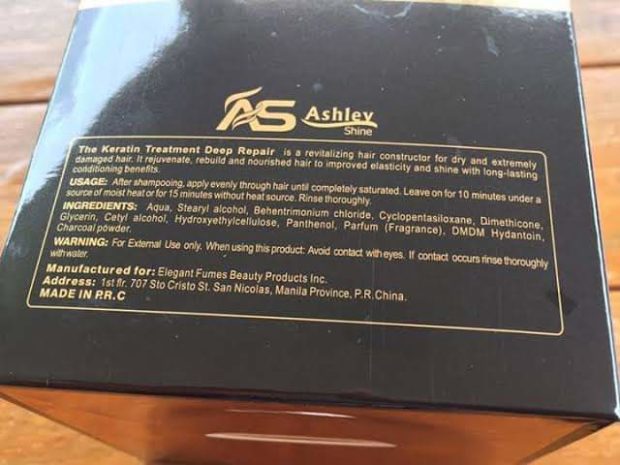 AS Ashley
Shine
The Keratin Treatment Deep Repair is a revitalizing hair constructor for dry and extremely
damaged hair. It rejuvenate, rebuild and nourished hair to improved elasticity and shine with long-lasting
conditioning benefits.
USAGE: After shampooing, apply evenly through hair until completely saturated. Leave on for 10 minutes under a
source of moist heat or for 15 minutes without heat source. Rinse thoroughly.
INGREDIENTS: Aqua, Stearyl alcohol, Behentrimonium chloride, Cyclopentasiloxane, Dimethicone,
Glycerin, Cetyl alcohol, Hydroxyethylcellulose, Panthenol, Parfum (Fragrance), DMDM Hydantoin,
Charcoal powder.
WARNING: For External Use only. When using this product: Avoid contact with eyes. If contact occurs rinse thoroughly
with water.
Manufactured for: Elegant Fumes Beauty Products Inc.
Address: 1st flr. 707 Sto Cristo St. San Nicolas, Manila Province, P.R.China.
MADE IN P.R.C